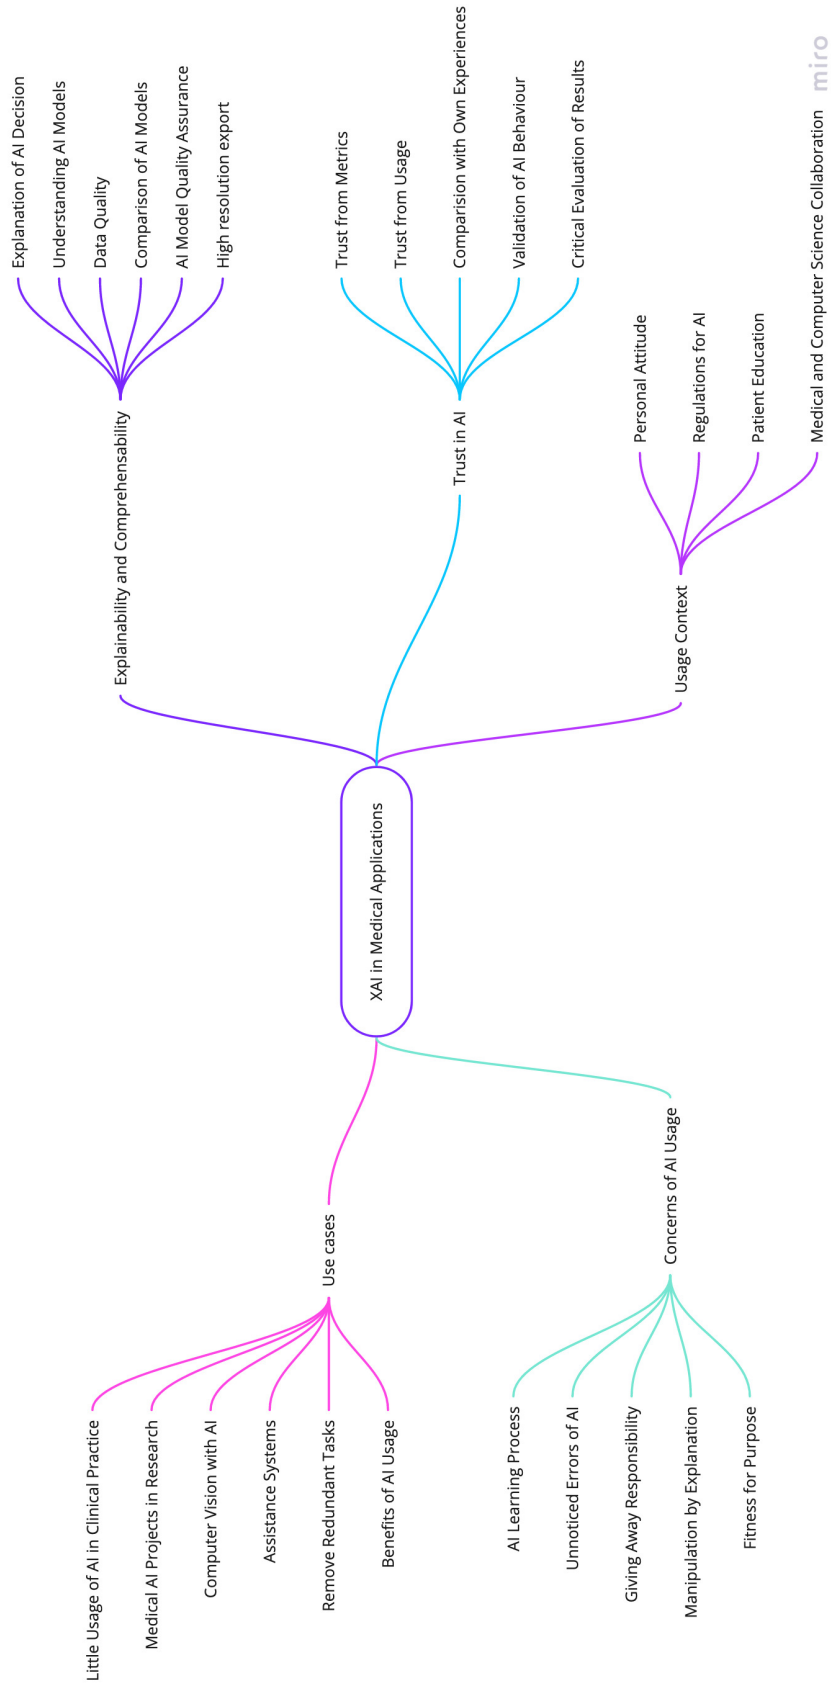 XAI in Medical Applications
Explainability and Comprehensability
Explanation of AI Decision
Understanding AI Models
Data Quality
Comparison of AI Models
AI Model Quality Assurance
High resolution export
Trust in AI
Trust from Metrics
Trust from Usage
Comparision with Own Experiences
Validation of AI Behaviour
Critical Evaluation of Results
Usage Context
Personal Attitude
Regulations for AI
Patient Education
Medical and Computer Science Collaboration
Use cases
Little Usage of AI in Clinical Practice
Medical AI Projects in Research
Computer Vision with AI
Assistance Systems
Remove Redundant Tasks
Benefits of AI Usage
Concerns of AI Usage
AI Learning Process
Unnoticed Errors of AI
Giving Away Responsibility
Manipulation by Explanation
Fitness for Purpose
miro